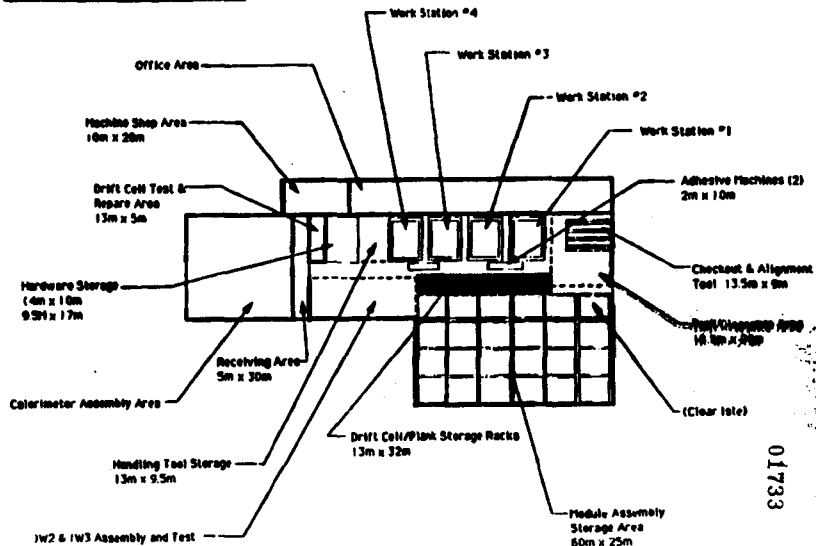 Work Station #4
Work Station #3
Office Area
Work Station #2
Machine Shop Area
10m x 20m
Work Station #1
Drift Cell Test &
Repare Area
13m x 5m
Adhesive Machines (2)
2m x 10m
Hardware Storage
14m x 10m
9.5M x 17m
Checkout & Alignment
Tool 13.5m x 9m
Receiving Area
5m x 30m
Calorimeter Assembly Area
(Clear Isle)
Drift Cell/Plank Storage Racks
13m x 32m
Handling Tool Storage
13m x 9.5m
01733
IW2 & IW3 Assembly and Test
Module Assembly
Storage Area
60m x 25m